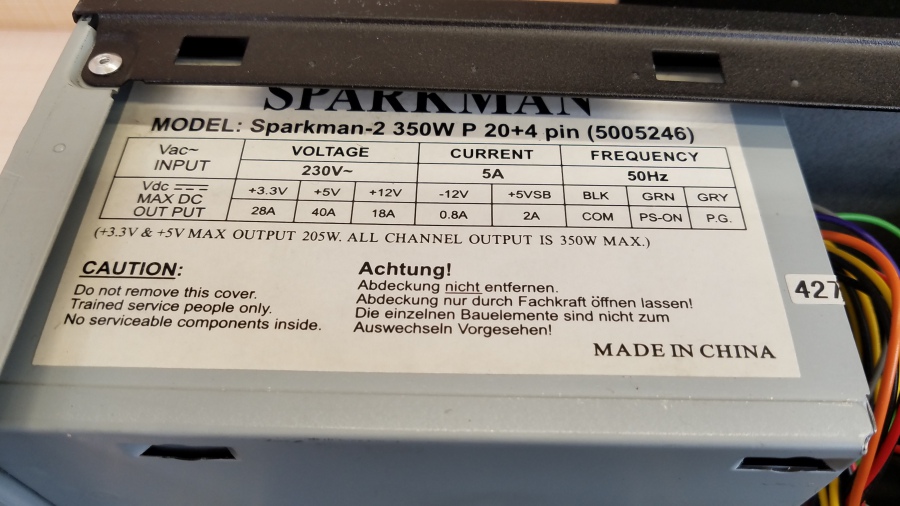 SPARKMAN
MODEL: Sparkman-2 350W P 20+4 pin (5005246)
Vac~ INPUT VOLTAGE CURRENT FREQUENCY
230V~ 5A 50Hz
Vdc MAX DC OUT PUT +3.3V +5V +12V -12V +5VSB BLK GRN GRY
28A 40A 18A 0.8A 2A COM PS-ON P.G.
(+3.3V & +5V MAX OUTPUT 205W. ALL CHANNEL OUTPUT IS 350W MAX.)
CAUTION:
Do not remove this cover.
Trained service people only.
No serviceable components inside.
Achtung!
Abdeckung nicht entfernen.
Abdeckung nur durch Fachkraft öffnen lassen!
Die einzelnen Bauelemente sind nicht zum
Auswechseln Vorgesehen!
MADE IN CHINA
427